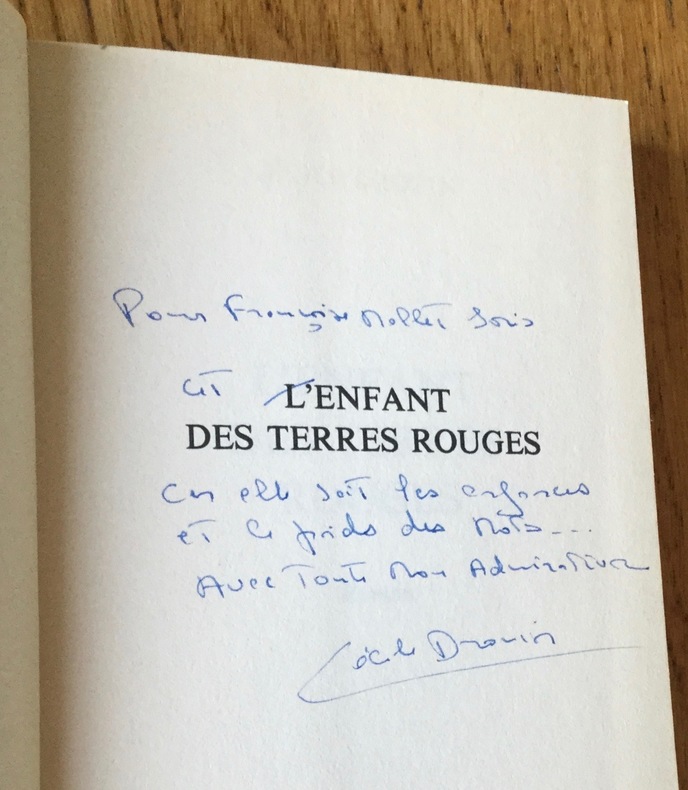 Pour Françoise Mallet Joris
cet L'ENFANT
DES TERRES ROUGES
Car elle sait les enfances
et le poids des mots...
Avec Toute Mon Admiration
Cécile Drouin